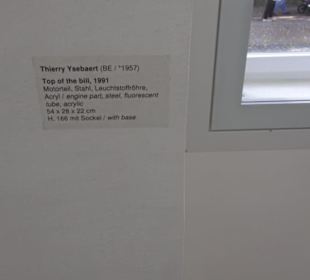 Thierry Ysebaert (BE / *1957)
Top of the bill, 1991
Motorteil, Stahl, Leuchtstoffröhre,
Acryl / engine part, steel, fluorescent
tube, acrylic
54 x 28 x 22 cm
H. 166 mit Sockel / with base